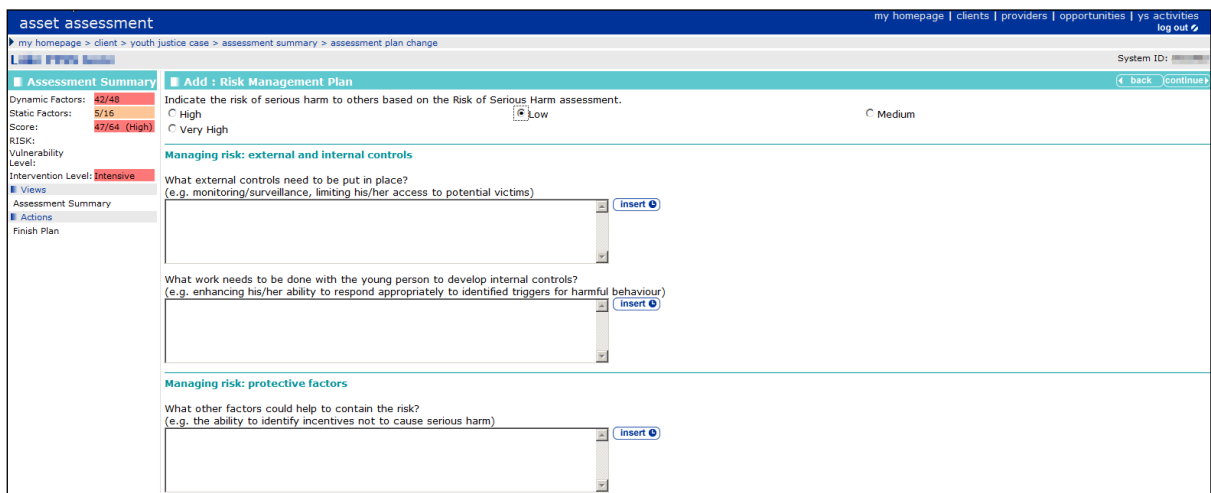 asset assessment
my homepage | clients | providers | opportunities | ys activities
log out
my homepage > client > youth justice case > assessment summary > assessment plan change
System ID:
Assessment Summary
Dynamic Factors: 42/48
Static Factors: 5/16
Score: 47/64 (High)
RISK:
Vulnerability
Level:
Intervention Level: Intensive
Views
Assessment Summary
Actions
Finish Plan
Add : Risk Management Plan
back continue
Indicate the risk of serious harm to others based on the Risk of Serious Harm assessment.
High Low Medium
Very High
Managing risk: external and internal controls
What external controls need to be put in place?
(e.g. monitoring/surveillance, limiting his/her access to potential victims)
insert
What work needs to be done with the young person to develop internal controls?
(e.g. enhancing his/her ability to respond appropriately to identified triggers for harmful behaviour)
insert
Managing risk: protective factors
What other factors could help to contain the risk?
(e.g. the ability to identify incentives not to cause serious harm)
insert